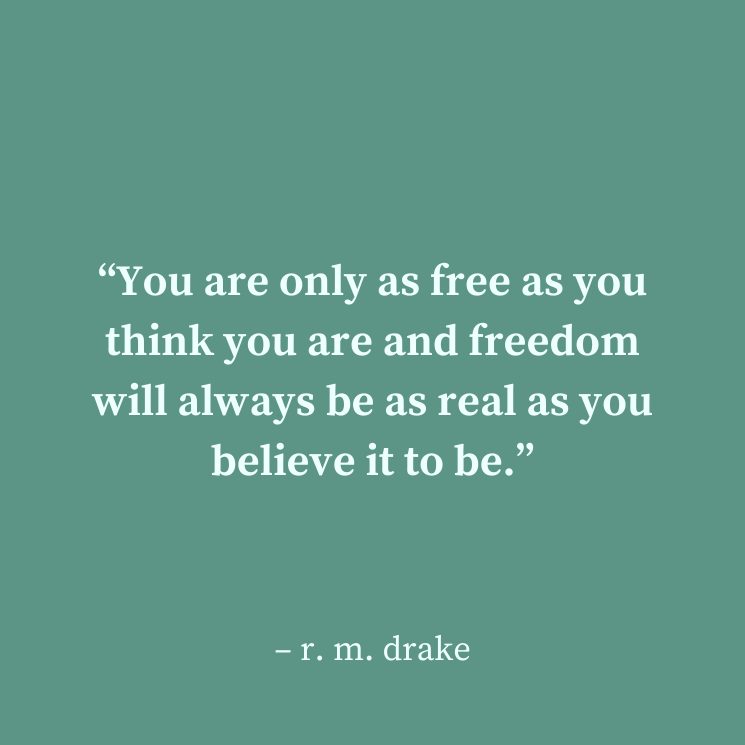 “You are only as free as you
think you are and freedom
will always be as real as you
believe it to be.”
– r. m. drake